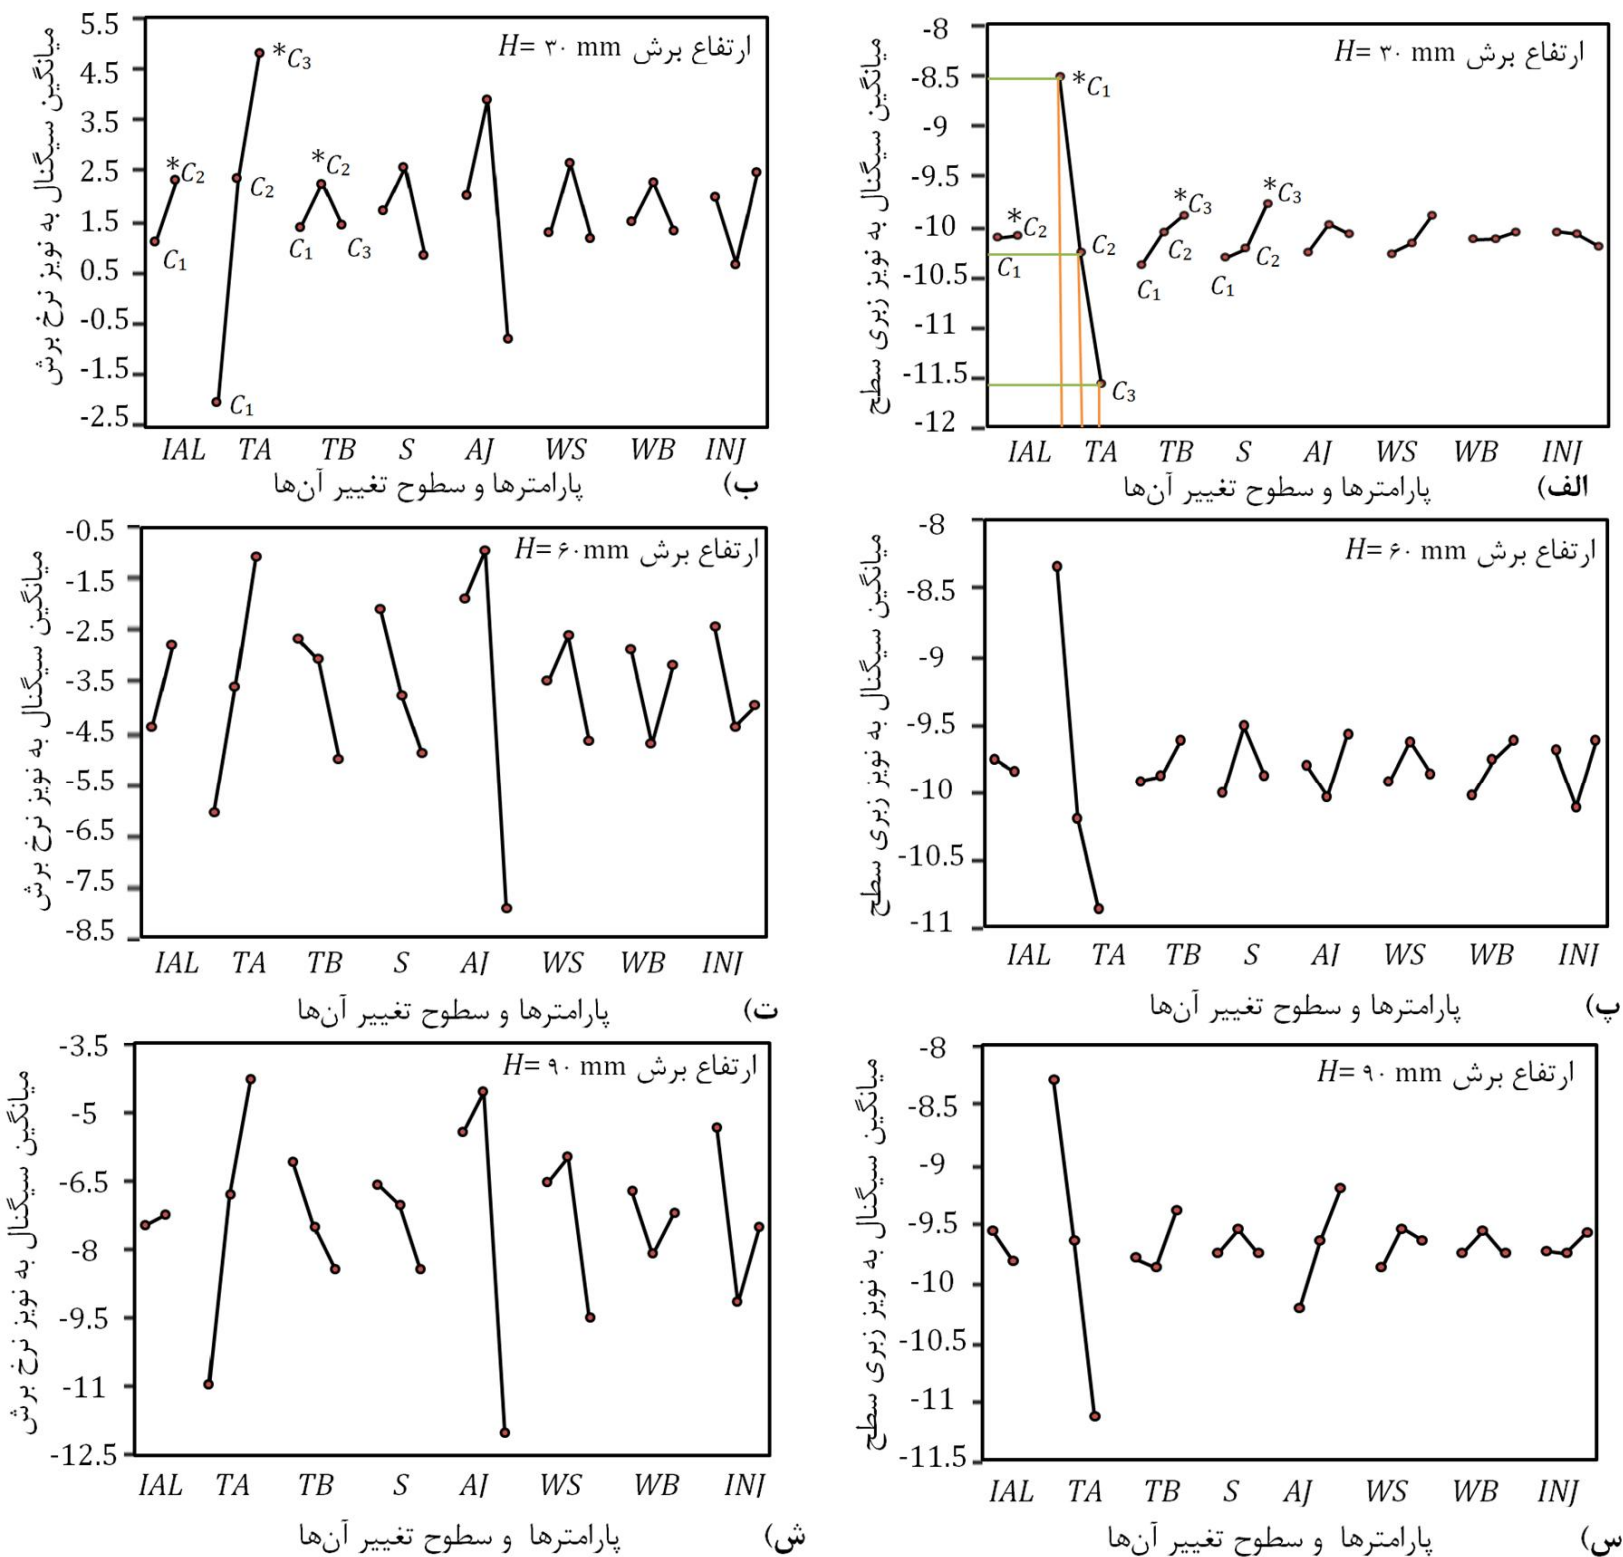 ارتفاع برش H= ۳۰ mm
میانگین سیگنال به نویز زبری سطح
-8
-8.5
-9
-9.5
-10
-10.5
-11
-11.5
-12
*C1
C2
C3
*C2
C1
*C3
C2
C1
*C3
C2
C1
IAL TA TB S AJ WS WB INJ
پارامترها و سطوح تغییر آن‌ها
الف)
ارتفاع برش H= ۳۰ mm
میانگین سیگنال به نویز نرخ برش
5.5
4.5
3.5
2.5
1.5
0.5
-0.5
-1.5
-2.5
*C2
C1
*C3
C2
C1
*C2
C1
C3
IAL TA TB S AJ WS WB INJ
پارامترها و سطوح تغییر آن‌ها
ب)
ارتفاع برش H= ۶۰ mm
میانگین سیگنال به نویز زبری سطح
-8
-8.5
-9
-9.5
-10
-10.5
-11
IAL TA TB S AJ WS WB INJ
پارامترها و سطوح تغییر آن‌ها
پ)
ارتفاع برش H= ۶۰mm
میانگین سیگنال به نویز نرخ برش
-0.5
-1.5
-2.5
-3.5
-4.5
-5.5
-6.5
-7.5
-8.5
IAL TA TB S AJ WS WB INJ
پارامترها و سطوح تغییر آن‌ها
ت)
ارتفاع برش H= ۹۰ mm
میانگین سیگنال به نویز زبری سطح
-8
-8.5
-9
-9.5
-10
-10.5
-11
-11.5
IAL TA TB S AJ WS WB INJ
پارامترها و سطوح تغییر آن‌ها
س)
ارتفاع برش H= ۹۰ mm
میانگین سیگنال به نویز نرخ برش
-3.5
-5
-6.5
-8
-9.5
-11
-12.5
IAL TA TB S AJ WS WB INJ
پارامترها و سطوح تغییر آن‌ها
ش)